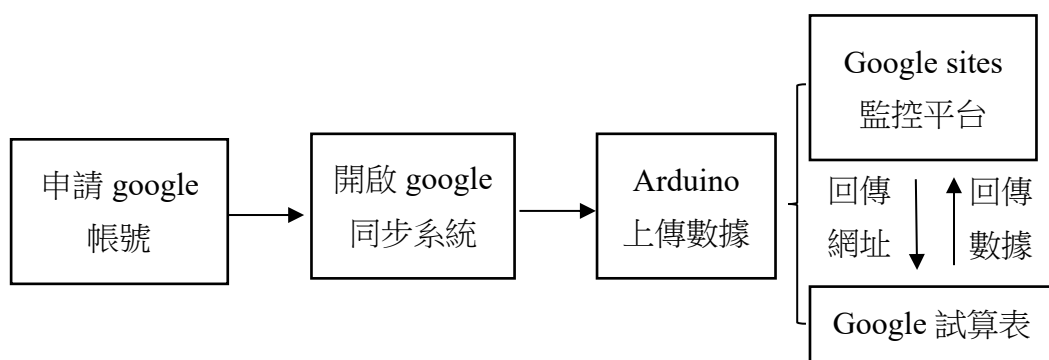 申請 google
帳號
開啟 google
同步系統
Arduino
上傳數據
Google sites
監控平台
回傳
網址
回傳
數據
Google 試算表